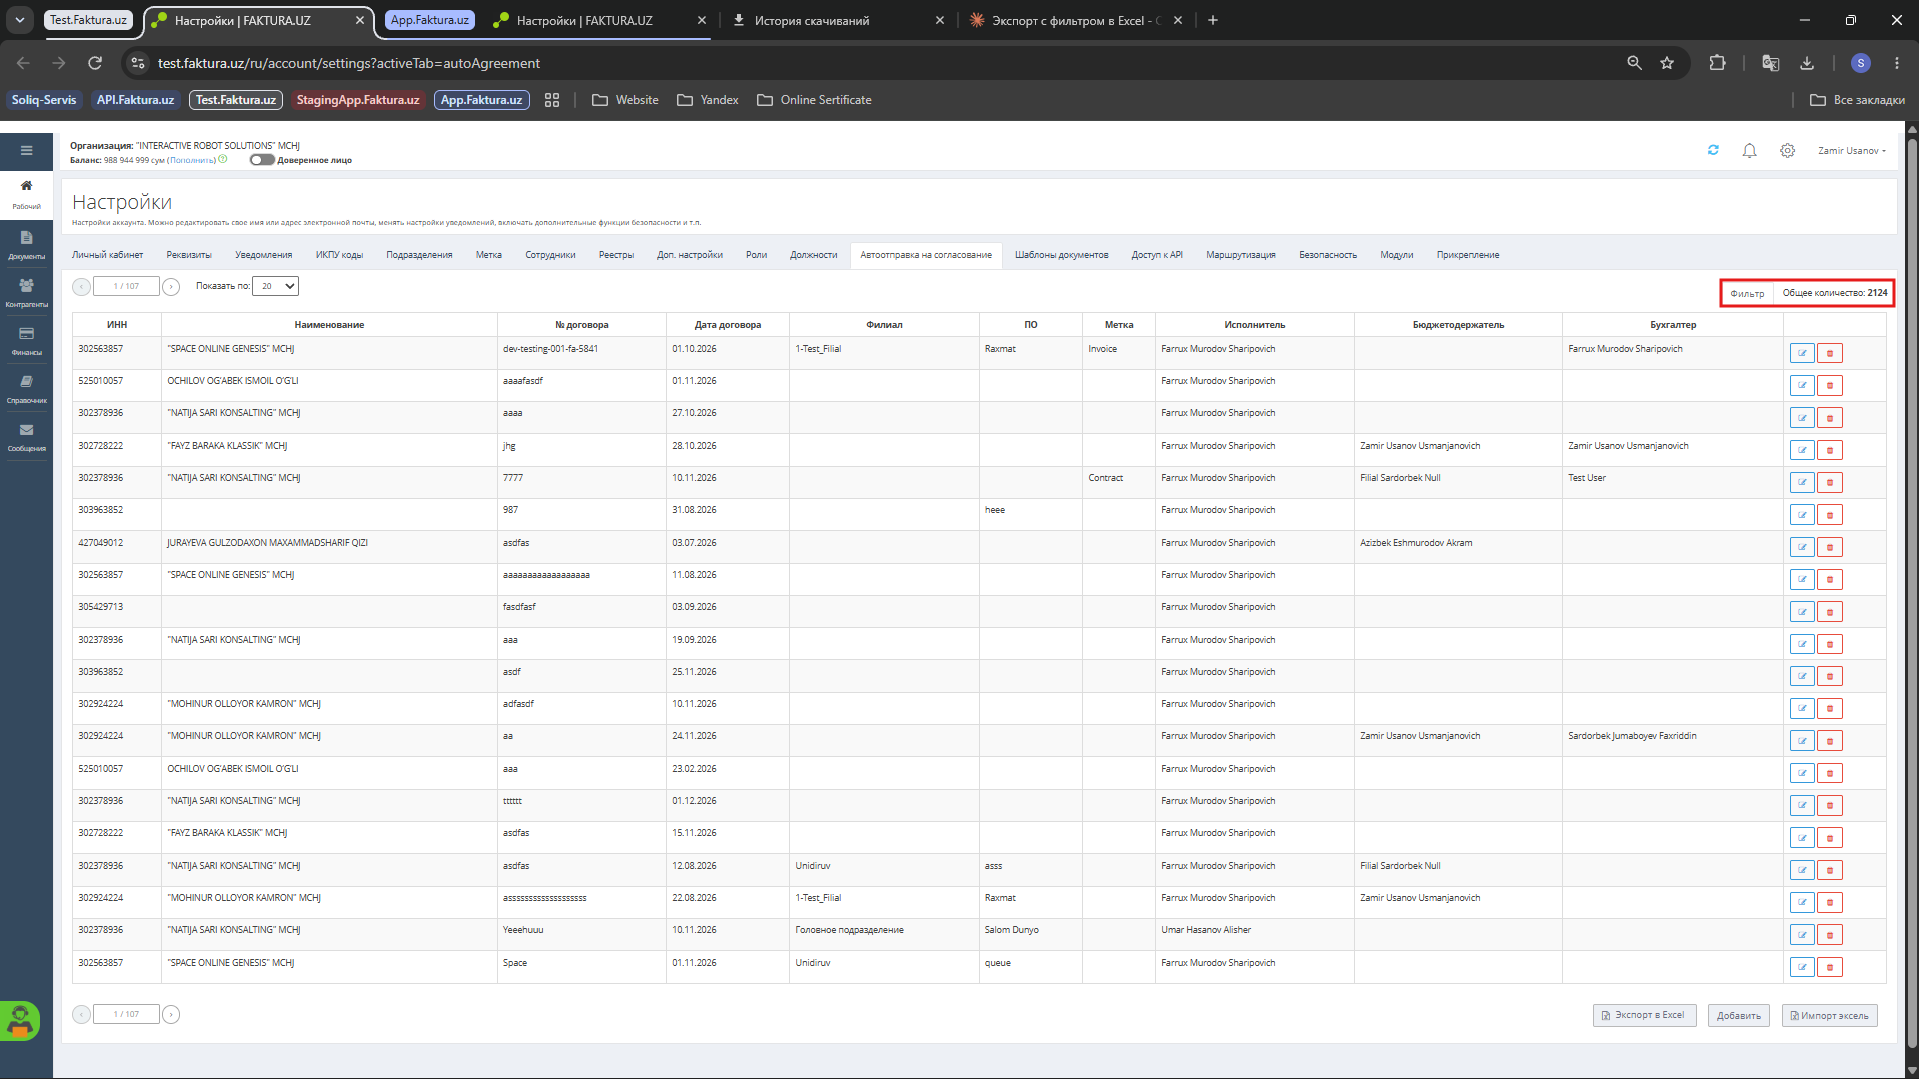 Test.Faktura.uz
Настройки | FAKTURA.UZ
App.Faktura.uz
Настройки | FAKTURA.UZ
История скачиваний
Экспорт с фильтром в Excel -
test.faktura.uz/ru/account/settings?activeTab=autoAgreement
S
Soliq-Servis API.Faktura.uz Test.Faktura.uz StagingApp.Faktura.uz App.Faktura.uz Website Yandex Online Sertificate Все закладки
Организация: "INTERACTIVE ROBOT SOLUTIONS" MCHJ
Баланс: 988 944 999 сум (Пополнить) Доверенное лицо
Zamir Usanov
Рабочий
Документы
Контрагенты
Финансы
Справочник
Сообщения
Настройки
Настройки аккаунта. Можно редактировать свое имя или адрес электронной почты, менять настройки уведомлений, включать дополнительные функции безопасности и т.п.
Личный кабинет Реквизиты Уведомления ИКПУ коды Подразделения Метка Сотрудники Реестры Доп. настройки Роли Должности Автоотправка на согласование Шаблоны документов Доступ к API Маршрутизация Безопасность Модули Прикрепление
1 / 107 Показать по: 20
Фильтр Общее количество: 2124
ИНН Наименование № договора Дата договора Филиал ПО Метка Исполнитель Бюджетодержатель Бухгалтер
302563857 "SPACE ONLINE GENESIS" MCHJ dev-testing-001-fa-5841 01.10.2026 1-Test_Filial Raxmat Invoice Farrux Murodov Sharipovich Farrux Murodov Sharipovich
525010057 OCHILOV OG'ABEK ISMOIL O'G'LI aaaafasdf 01.11.2026 Farrux Murodov Sharipovich
302378936 "NATIJA SARI KONSALTING" MCHJ aaaa 27.10.2026 Farrux Murodov Sharipovich
302728222 "FAYZ BARAKA KLASSIK" MCHJ jhg 28.10.2026 Farrux Murodov Sharipovich Zamir Usanov Usmanjanovich Zamir Usanov Usmanjanovich
302378936 "NATIJA SARI KONSALTING" MCHJ 7777 10.11.2026 Contract Farrux Murodov Sharipovich Filial Sardorbek Null Test User
303963852 987 31.08.2026 heee Farrux Murodov Sharipovich
427049012 JURAYEVA GULZODAXON MAXAMMADSHARIF QIZI asdfas 03.07.2026 Farrux Murodov Sharipovich Azizbek Eshmurodov Akram
302563857 "SPACE ONLINE GENESIS" MCHJ aaaaaaaaaaaaaaaaaa 11.08.2026 Farrux Murodov Sharipovich
305429713 fasdfasf 03.09.2026 Farrux Murodov Sharipovich
302378936 "NATIJA SARI KONSALTING" MCHJ aaa 19.09.2026 Farrux Murodov Sharipovich
303963852 asdf 25.11.2026 Farrux Murodov Sharipovich
302924224 "MOHINUR OLLOYOR KAMRON" MCHJ adfasdf 10.11.2026 Farrux Murodov Sharipovich
302924224 "MOHINUR OLLOYOR KAMRON" MCHJ aa 24.11.2026 Farrux Murodov Sharipovich Zamir Usanov Usmanjanovich Sardorbek Jumaboyev Faxriddin
525010057 OCHILOV OG'ABEK ISMOIL O'G'LI aaa 23.02.2026 Farrux Murodov Sharipovich
302378936 "NATIJA SARI KONSALTING" MCHJ tttttt 01.12.2026 Farrux Murodov Sharipovich
302728222 "FAYZ BARAKA KLASSIK" MCHJ asdfas 15.11.2026 Farrux Murodov Sharipovich
302378936 "NATIJA SARI KONSALTING" MCHJ asdfas 12.08.2026 Unidiruv asss Farrux Murodov Sharipovich Filial Sardorbek Null
302924224 "MOHINUR OLLOYOR KAMRON" MCHJ asssssssssssssssssss 22.08.2026 1-Test_Filial Raxmat Farrux Murodov Sharipovich Zamir Usanov Usmanjanovich
302378936 "NATIJA SARI KONSALTING" MCHJ Yeeehuuu 10.11.2026 Головное подразделение Salom Dunyo Umar Hasanov Alisher
302563857 "SPACE ONLINE GENESIS" MCHJ Space 01.11.2026 Unidiruv queue Farrux Murodov Sharipovich
1 / 107
Экспорт в Excel Добавить Импорт эксель